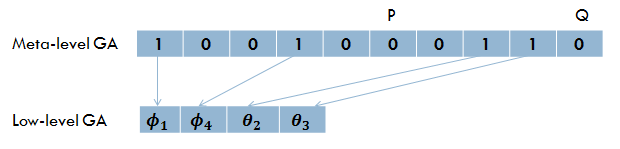 P Q
Meta-level GA 1 0 0 1 0 0 0 1 1 0
Low-level GA ϕ₁ ϕ₄ θ₂ θ₃